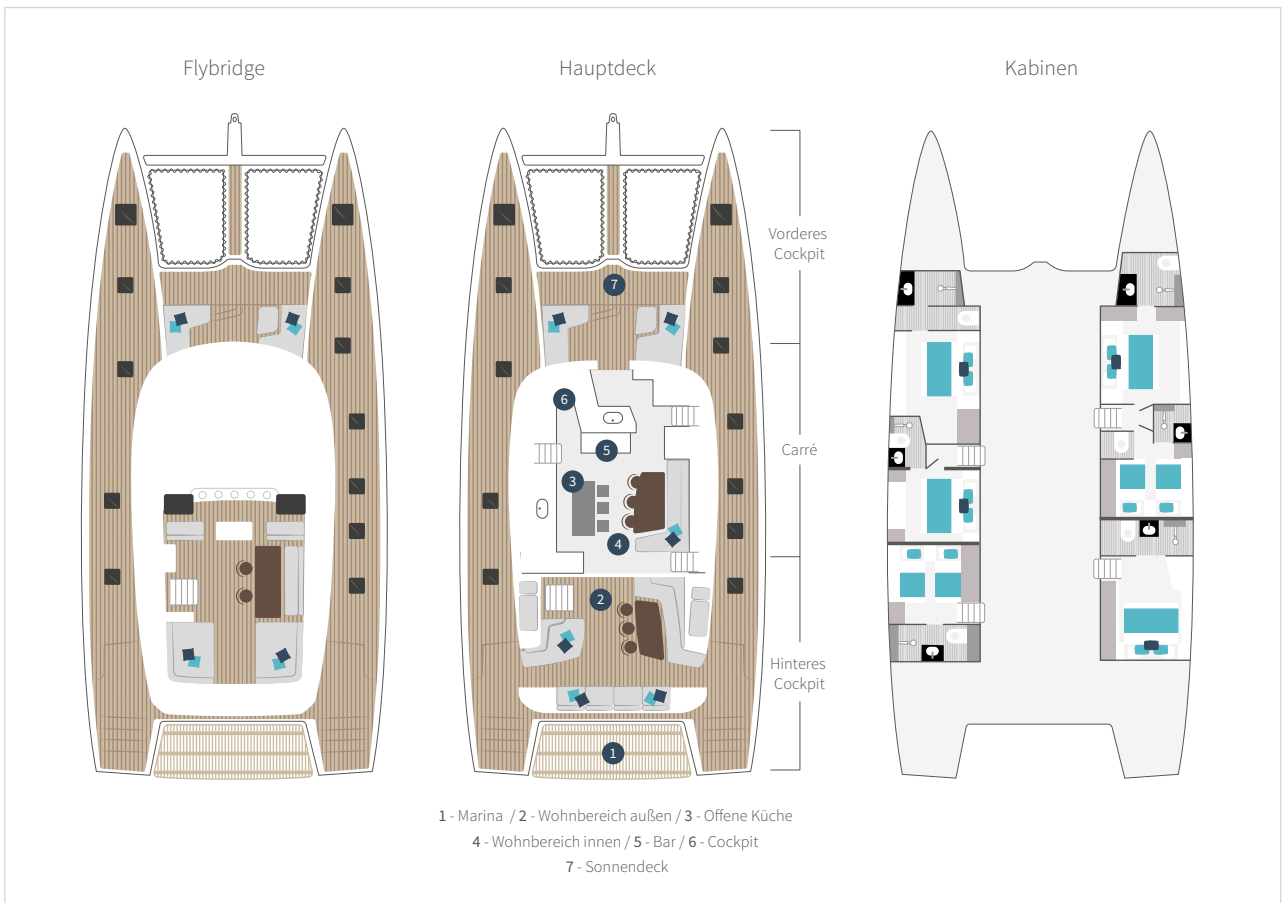 Flybridge
Hauptdeck
Kabinen
Vorderes
Cockpit
7
6
5
Carré
3
4
2
Hinteres
Cockpit
1
1 - Marina / 2 - Wohnbereich außen / 3 - Offene Küche
4 - Wohnbereich innen / 5 - Bar / 6 - Cockpit
7 - Sonnendeck